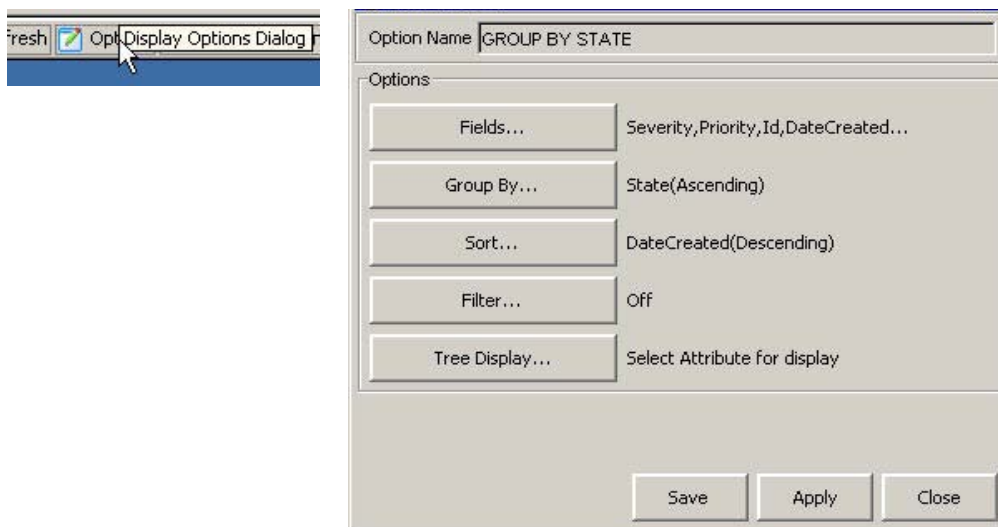 fresh Opt Display Options Dialog
Option Name GROUP BY STATE
Options
Fields... Severity,Priority,Id,DateCreated...
Group By... State(Ascending)
Sort... DateCreated(Descending)
Filter... Off
Tree Display... Select Attribute for display
Save Apply Close